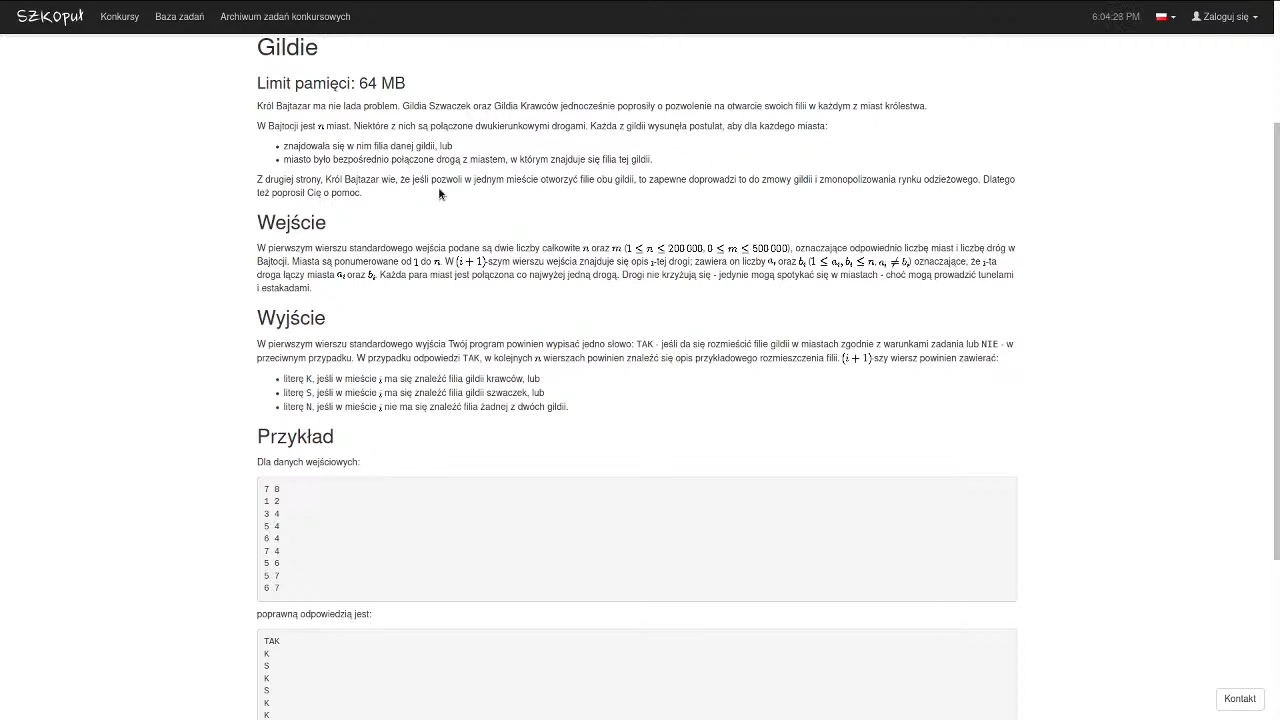 SZKOPUŁ Konkursy Baza zadań Archiwum zadań konkursowych 6:04:26 PM Zaloguj się
Gildie
Limit pamięci: 64 MB
Król Bajtazar ma nie lada problem. Gildia Szwaczek oraz Gildia Krawców jednocześnie poprosiły o pozwolenie na otwarcie swoich filii w każdym z miast królestwa.
W Bajtocji jest n miast. Niektóre z nich są połączone dwukierunkowymi drogami. Każda z gildii wysunęła postulat, aby dla każdego miasta:
• znajdowała się w nim filia danej gildii, lub
• miasto było bezpośrednio połączone drogą z miastem, w którym znajduje się filia tej gildii.
Z drugiej strony, Król Bajtazar wie, że jeśli pozwoli w jednym mieście otworzyć filie obu gildii, to zapewne doprowadzi to do zmowy gildii i zmonopolizowania rynku odzieżowego. Dlatego
też poprosił Cię o pomoc.
Wejście
W pierwszym wierszu standardowego wejścia podane są dwie liczby całkowite n oraz m (1 ≤ n ≤ 200 000, 0 ≤ m ≤ 500 000), oznaczające odpowiednio liczbę miast i liczbę dróg w
Bajtocji. Miasta są ponumerowane od 1 do n. W (i + 1)-szym wierszu wejścia znajduje się opis i-tej drogi; zawiera on liczby a_i oraz b_i (1 ≤ a_i, b_i ≤ n, a_i ≠ b_i) oznaczające, że i-ta
droga łączy miasta a_i oraz b_i. Każda para miast jest połączona co najwyżej jedną drogą. Drogi nie krzyżują się - jedynie mogą spotykać się w miastach - choć mogą prowadzić tunelami
i estakadami.
Wyjście
W pierwszym wierszu standardowego wyjścia Twój program powinien wypisać jedno słowo: TAK - jeśli da się rozmieścić filie gildii w miastach zgodnie z warunkami zadania lub NIE - w
przeciwnym przypadku. W przypadku odpowiedzi TAK, w kolejnych n wierszach powinien znaleźć się opis przykładowego rozmieszczenia filii. (i + 1)-szy wiersz powinien zawierać:
• literę K, jeśli w mieście i ma się znaleźć filia gildii krawców, lub
• literę S, jeśli w mieście i ma się znaleźć filia gildii szwaczek, lub
• literę N, jeśli w mieście i nie ma się znaleźć filia żadnej z dwóch gildii.
Przykład
Dla danych wejściowych:
7 8
1 2
3 4
5 4
6 4
7 4
5 6
5 7
6 7
poprawną odpowiedzią jest:
TAK
K
S
K
S
K
K
Kontakt